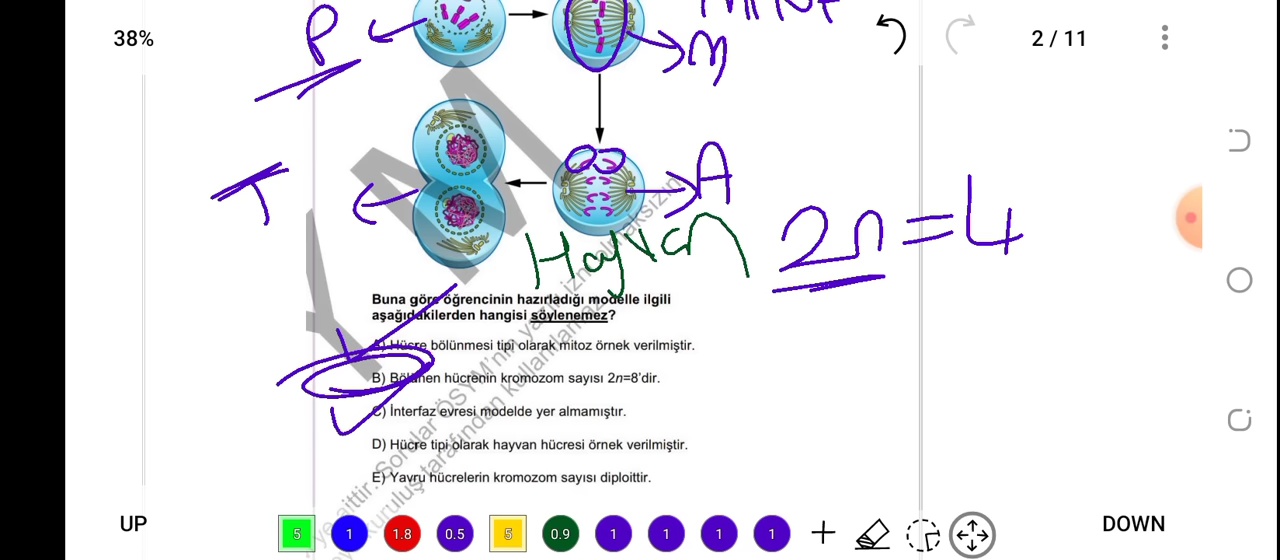 38%
2 / 11
P
M
T
A
Hayvan
2n=4
Buna göre öğrencinin hazırladığı modelle ilgili
aşağıdakilerden hangisi söylenemez?
A) Hücre bölünmesi tipi olarak mitoz örnek verilmiştir.
B) Bölünen hücrenin kromozom sayısı 2n=8'dir.
C) İnterfaz evresi modelde yer almamıştır.
D) Hücre tipi olarak hayvan hücresi örnek verilmiştir.
E) Yavru hücrelerin kromozom sayısı diploittir.
UP
5 1 1.8 0.5 5 0.9 1 1 1 1
DOWN